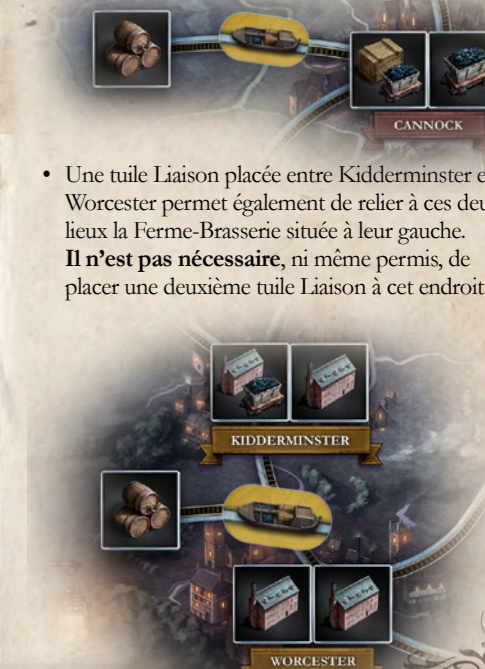 CANNOCK
• Une tuile Liaison placée entre Kidderminster e
Worcester permet également de relier à ces deu
lieux la Ferme-Brasserie située à leur gauche.
Il n'est pas nécessaire, ni même permis, de
placer une deuxième tuile Liaison à cet endroit
KIDDERMINSTER
WORCESTER